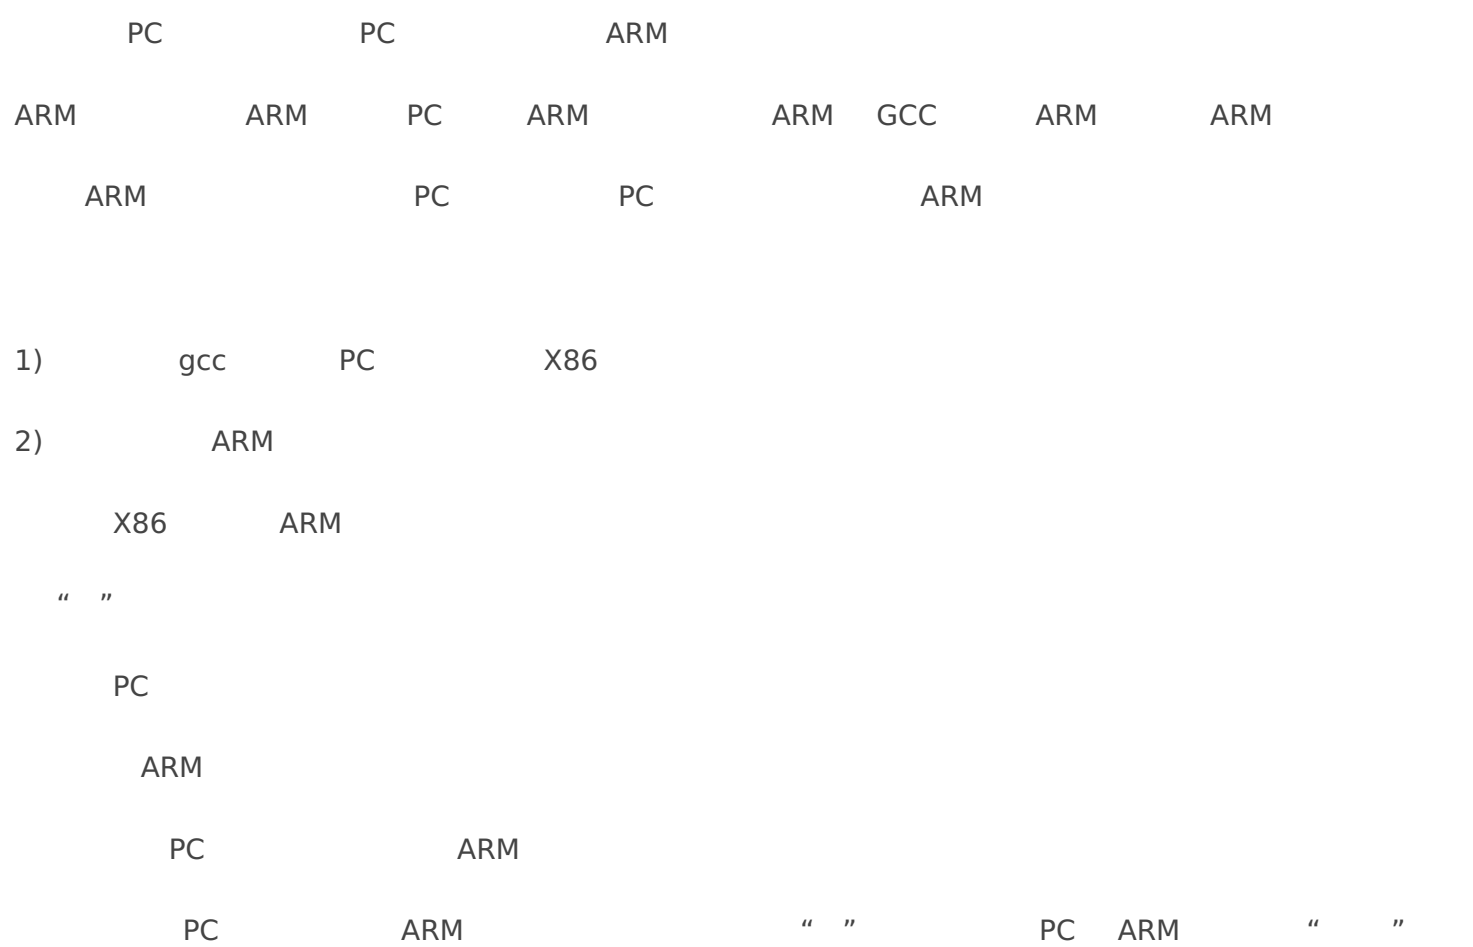 PC PC ARM
ARM ARM PC ARM ARM GCC ARM ARM
ARM PC PC ARM
1) gcc PC X86
2) ARM
X86 ARM
“ ”
PC
ARM
PC ARM
PC ARM “ ” PC ARM “ ”